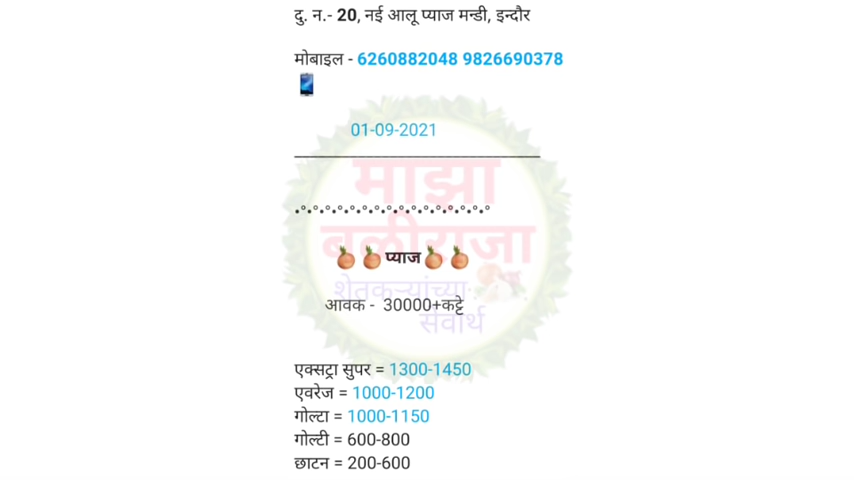 दु. न.- 20, नई आलू प्याज मन्डी, इन्दौर
मोबाइल - 6260882048 9826690378
01-09-2021
माझा
बळीराजा
प्याज
शेतकऱ्यांच्या
आवक - 30000+कट्टे
सेवार्थ
एक्सट्रा सुपर = 1300-1450
एवरेज = 1000-1200
गोल्टा = 1000-1150
गोल्टी = 600-800
छाटन = 200-600